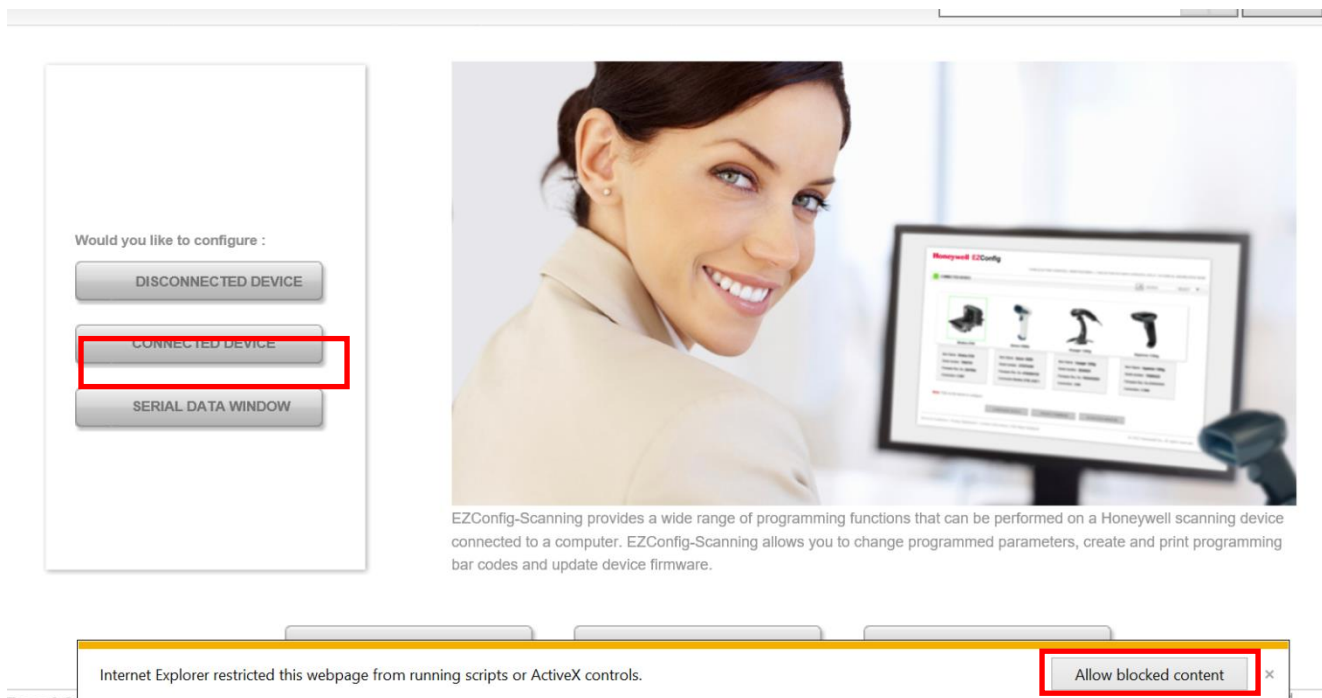 Would you like to configure :
DISCONNECTED DEVICE
CONNECTED DEVICE
SERIAL DATA WINDOW
Honeywell EZConfig
EZConfig-Scanning provides a wide range of programming functions that can be performed on a Honeywell scanning device
connected to a computer. EZConfig-Scanning allows you to change programmed parameters, create and print programming
bar codes and update device firmware.
Internet Explorer restricted this webpage from running scripts or ActiveX controls.
Allow blocked content
×